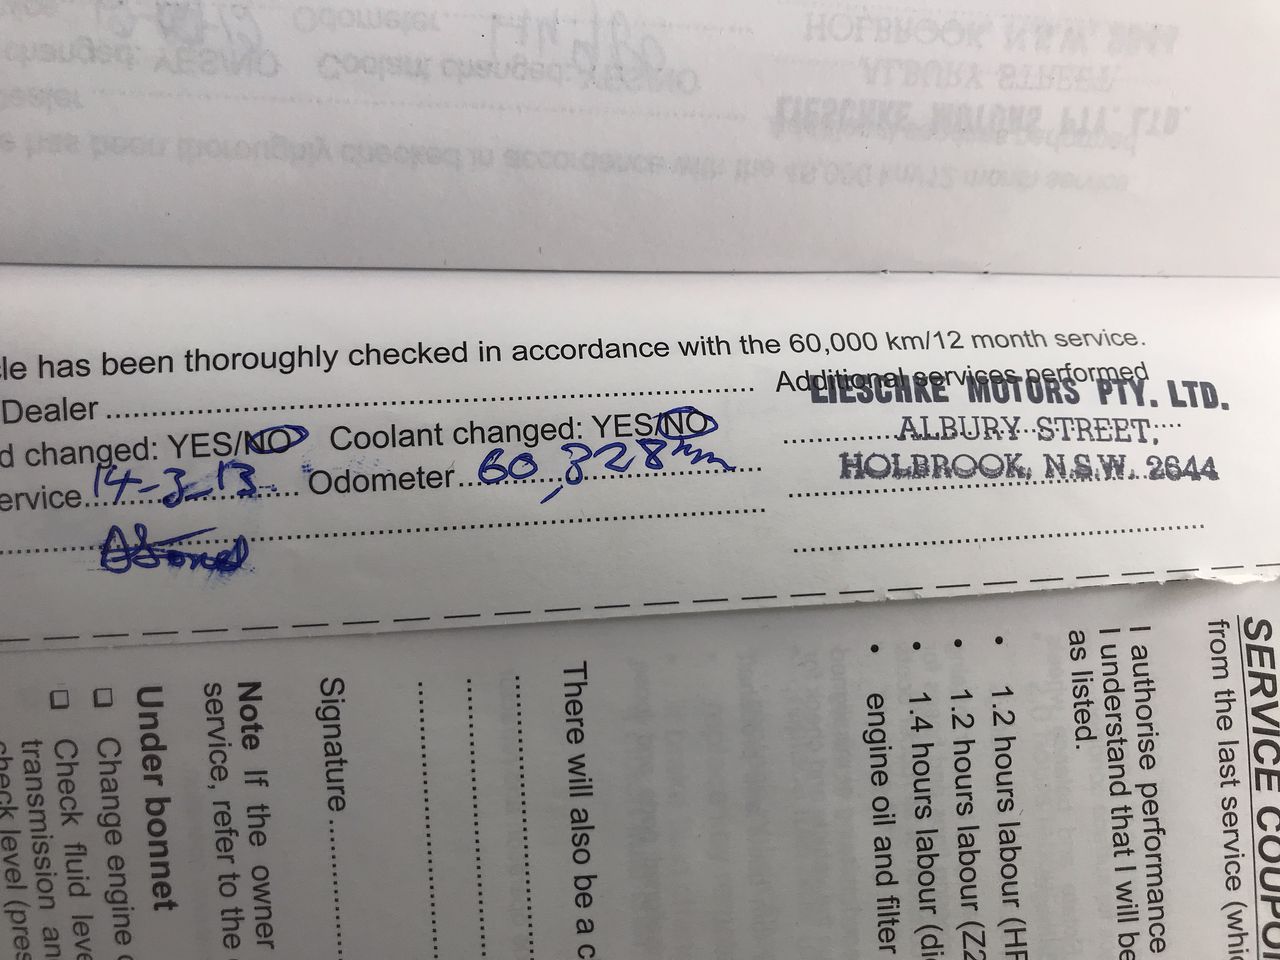 le has been thoroughly checked in accordance with the 60,000 km/12 month service.
Dealer
Additional services performed
LIESCHKE MOTORS PTY. LTD.
ALBURY STREET,
HOLBROOK, N.S.W. 2644
d changed: YES/NO Coolant changed: YES/NO
ervice 14-3-13 Odometer 60,828km
SERVICE COUPO
from the last service (whic
I authorise performance
I understand that I will be
as listed.
• 1.2 hours labour (HF
• 1.2 hours labour (Z2
• 1.4 hours labour (di
• engine oil and filter
There will also be a c
Signature
Note If the owner
service, refer to the
Under bonnet
Change engine
Check fluid leve
transmission an
check level (pres